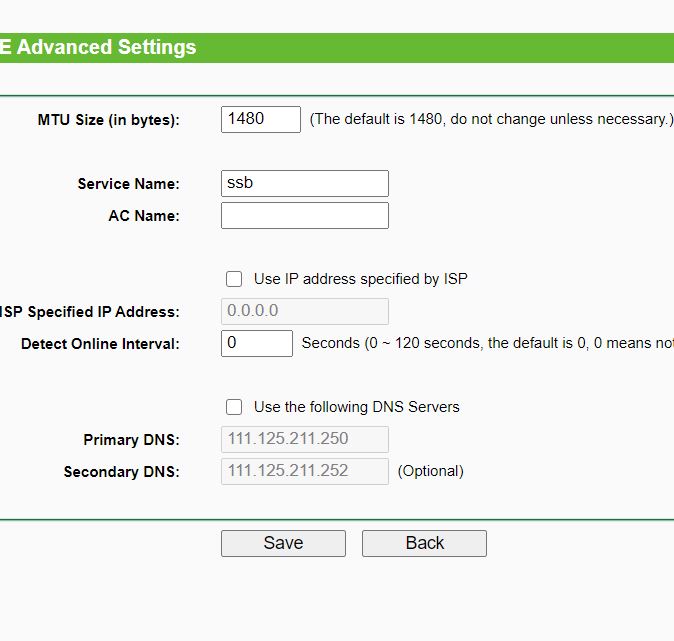 E Advanced Settings
MTU Size (in bytes): 1480 (The default is 1480, do not change unless necessary.)
Service Name: ssb
AC Name:
Use IP address specified by ISP
ISP Specified IP Address: 0.0.0.0
Detect Online Interval: 0 Seconds (0 ~ 120 seconds, the default is 0, 0 means not
Use the following DNS Servers
Primary DNS: 111.125.211.250
Secondary DNS: 111.125.211.252 (Optional)
Save Back